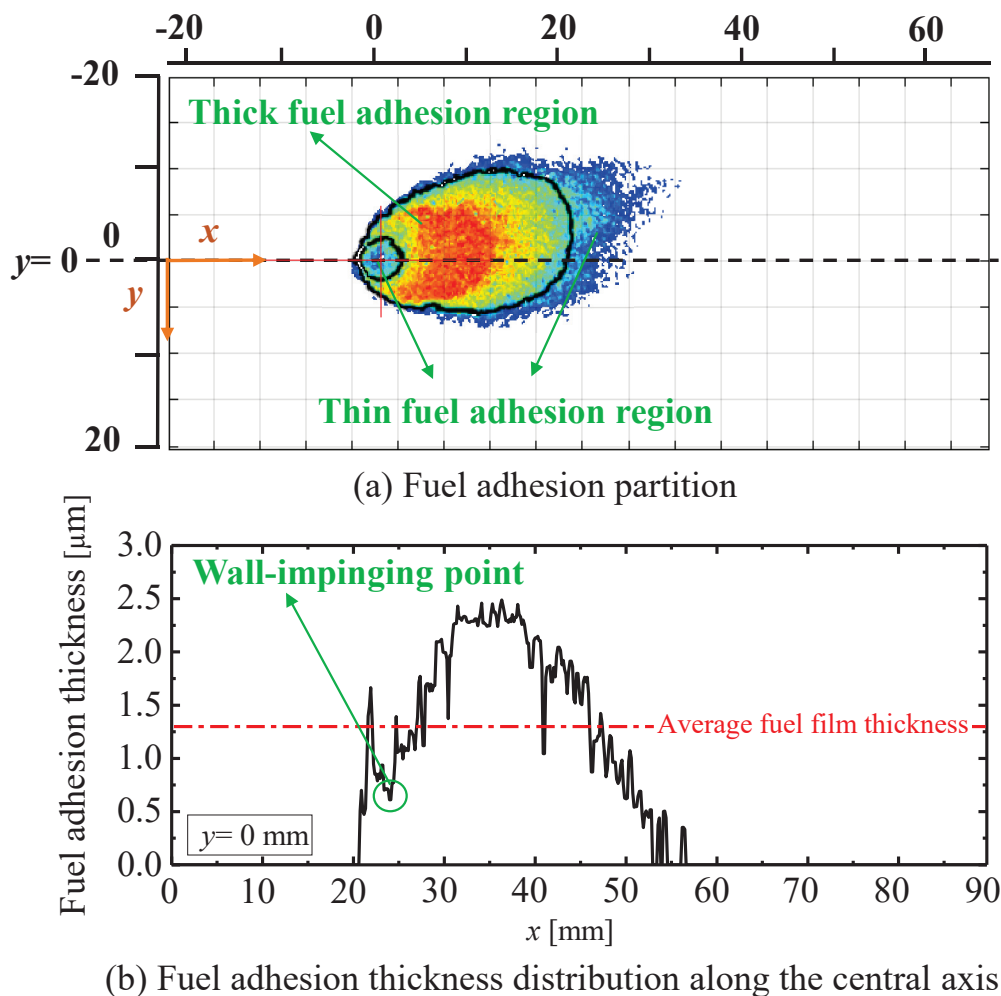 -20 0 20 40 60
-20
Thick fuel adhesion region
0
x
y= 0
y
Thin fuel adhesion region
20
(a) Fuel adhesion partition
Fuel adhesion thickness [μm]
3.0
Wall-impinging point
2.5
2.0
1.5
Average fuel film thickness
1.0
0.5
y= 0 mm
0.0
0 10 20 30 40 50 60 70 80 90
x [mm]
(b) Fuel adhesion thickness distribution along the central axis